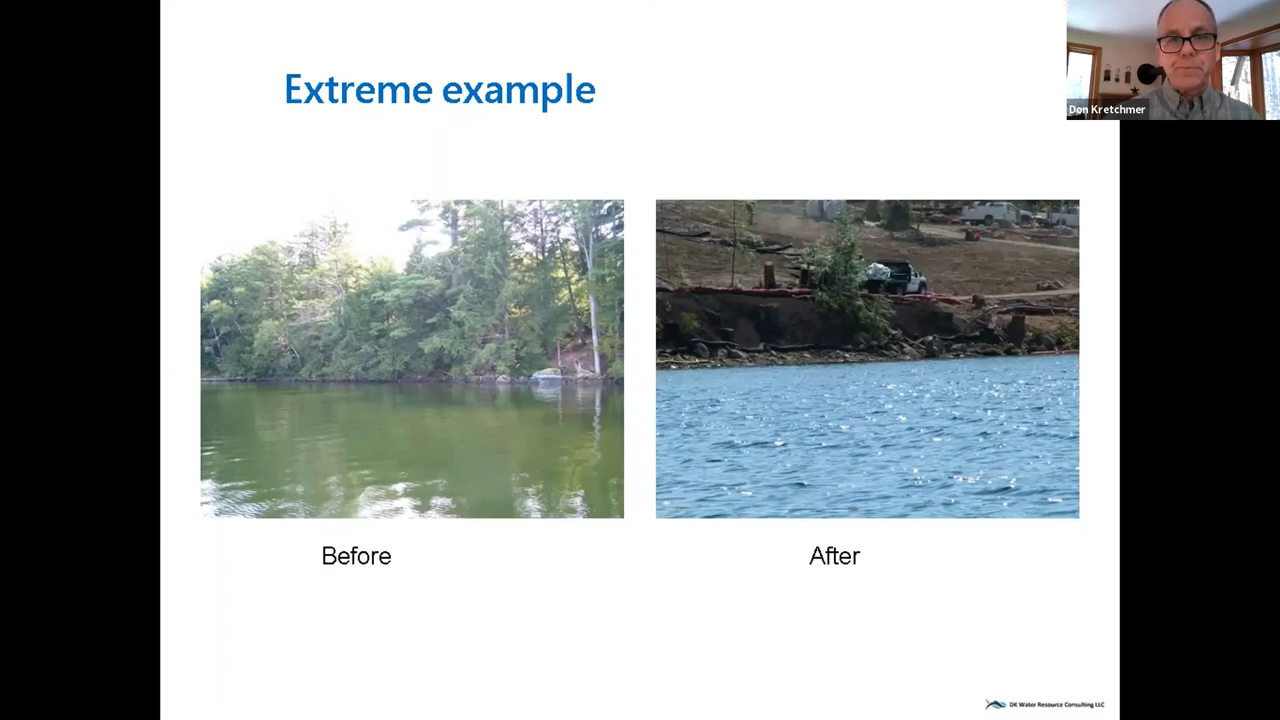 Extreme example
Don Kretchmer
Before
After
DK Water Resource Consulting LLC